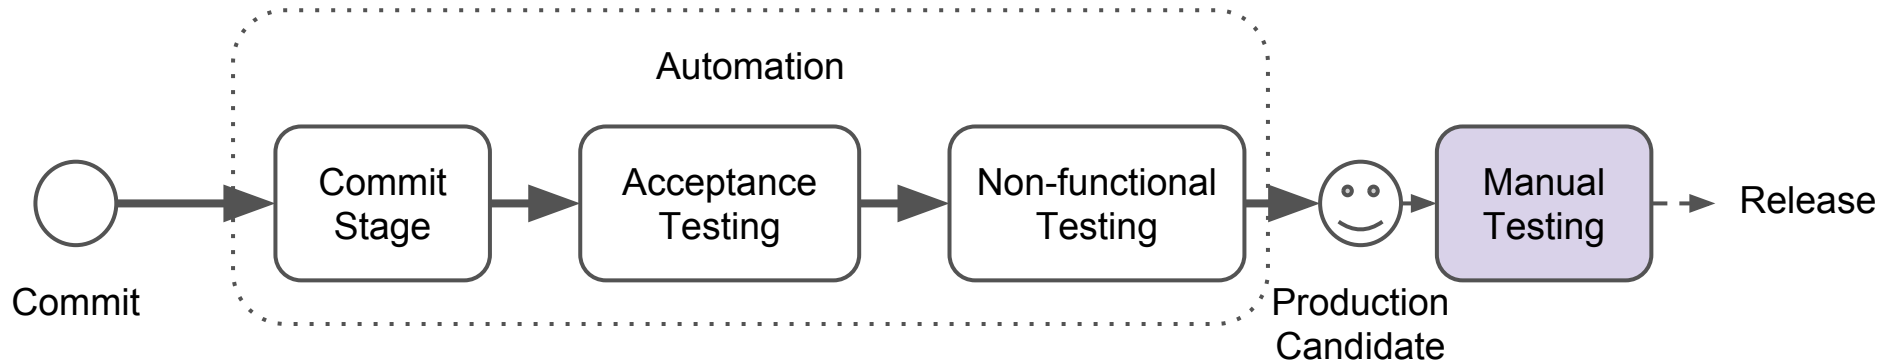 Automation
Commit
Stage
Acceptance
Testing
Non-functional
Testing
Manual
Testing
Release
Commit
Production
Candidate